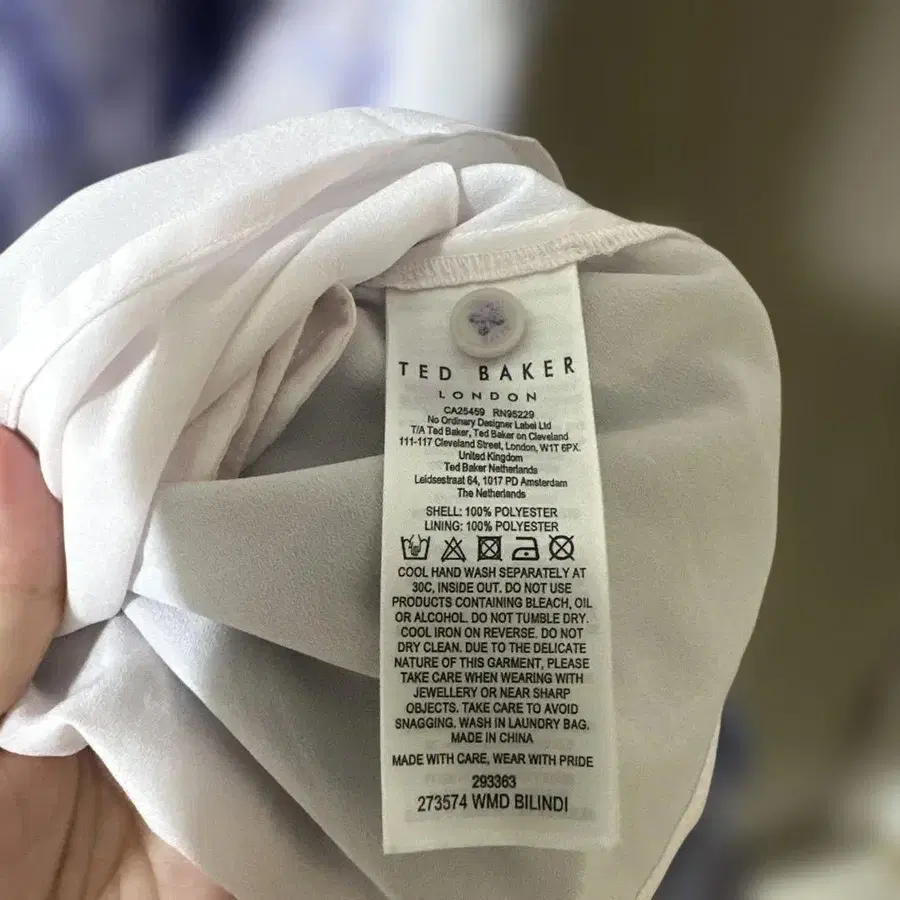 TED BAKER
LONDON
CA25459 RN95229
No Ordinary Designer Label Ltd
T/A Ted Baker, Ted Baker on Cleveland
111-117 Cleveland Street, London, W1T 6PX.
United Kingdom
Ted Baker Netherlands
Leidsestraat 64, 1017 PD Amsterdam
The Netherlands
SHELL: 100% POLYESTER
LINING: 100% POLYESTER
COOL HAND WASH SEPARATELY AT
30C, INSIDE OUT. DO NOT USE
PRODUCTS CONTAINING BLEACH, OIL
OR ALCOHOL. DO NOT TUMBLE DRY.
COOL IRON ON REVERSE. DO NOT
DRY CLEAN. DUE TO THE DELICATE
NATURE OF THIS GARMENT, PLEASE
TAKE CARE WHEN WEARING WITH
JEWELLERY OR NEAR SHARP
OBJECTS. TAKE CARE TO AVOID
SNAGGING. WASH IN LAUNDRY BAG.
MADE IN CHINA
MADE WITH CARE, WEAR WITH PRIDE
293363
273574 WMD BILINDI